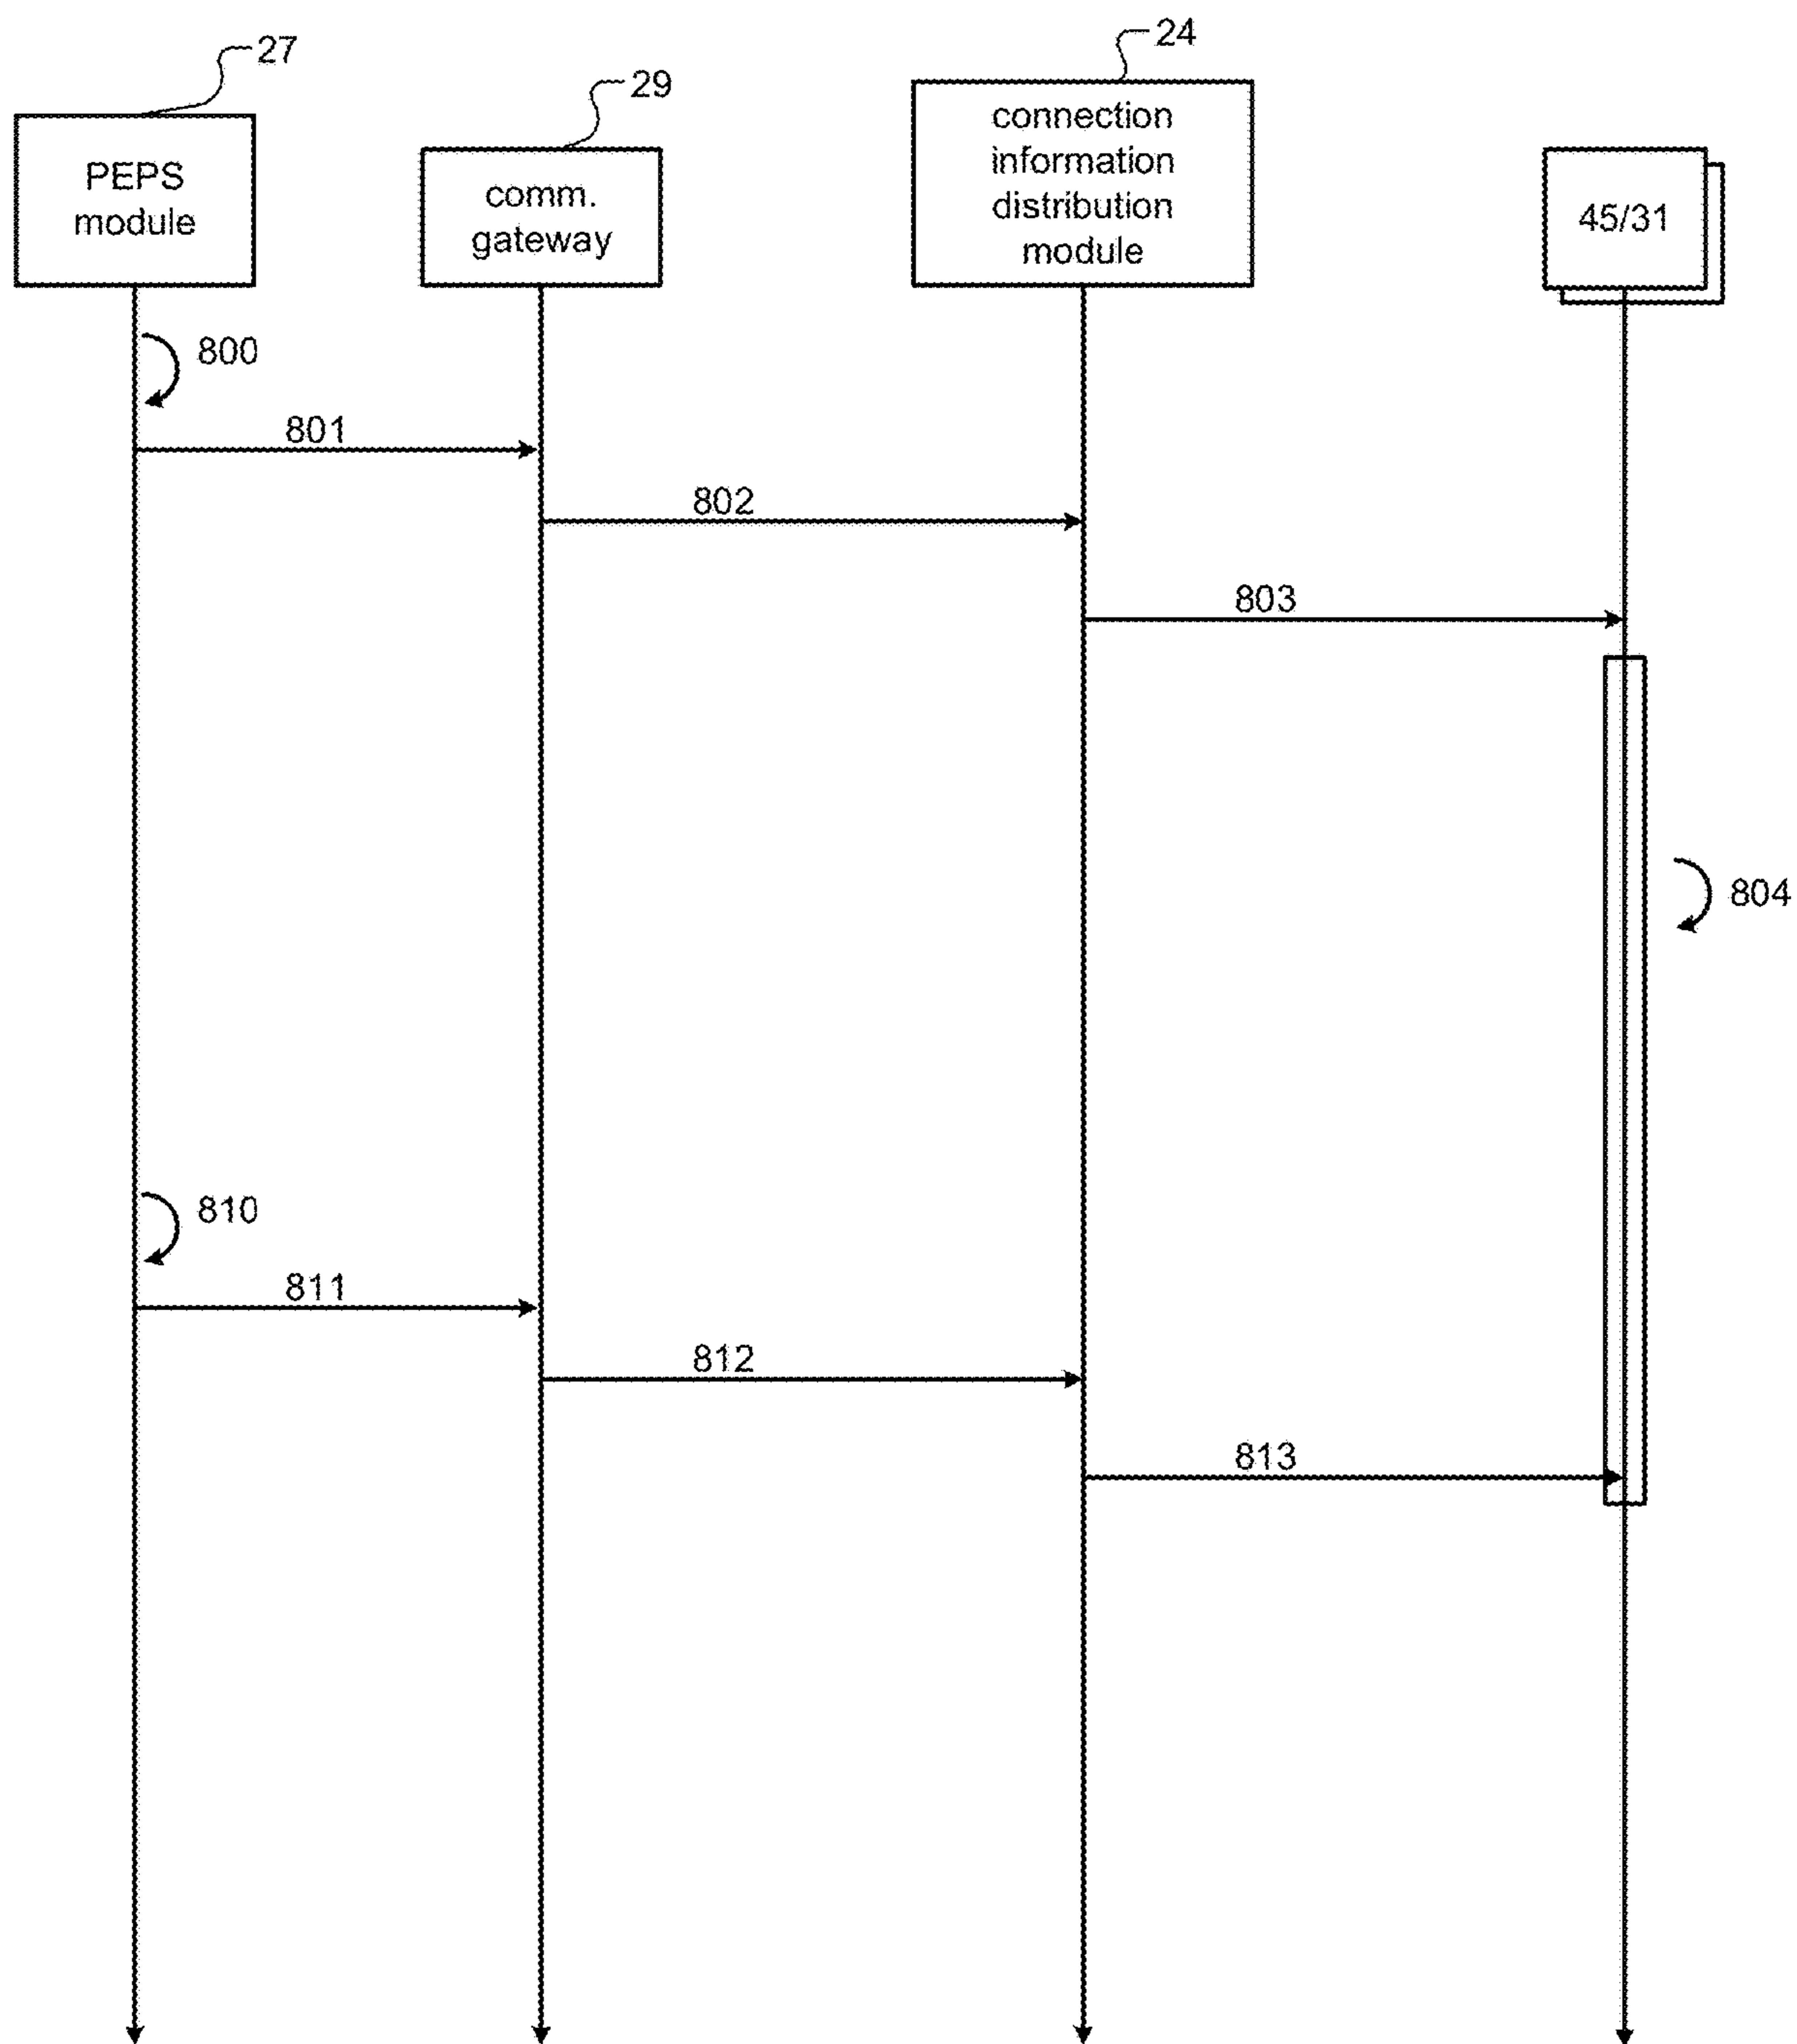 27
29
24
PEPS
module
comm.
gateway
connection
information
distribution
module
45/31
800
801
802
803
804
810
811
812
813